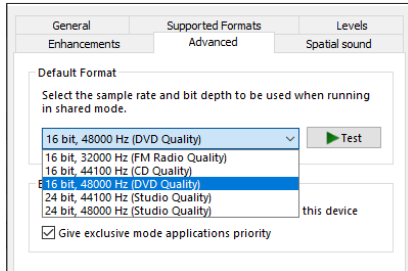 General
Supported Formats
Levels
Enhancements
Advanced
Spatial sound
Default Format
Select the sample rate and bit depth to be used when running
in shared mode.
16 bit, 48000 Hz (DVD Quality)
Test
16 bit, 32000 Hz (FM Radio Quality)
16 bit, 44100 Hz (CD Quality)
16 bit, 48000 Hz (DVD Quality)
24 bit, 44100 Hz (Studio Quality)
24 bit, 48000 Hz (Studio Quality)
this device
Give exclusive mode applications priority